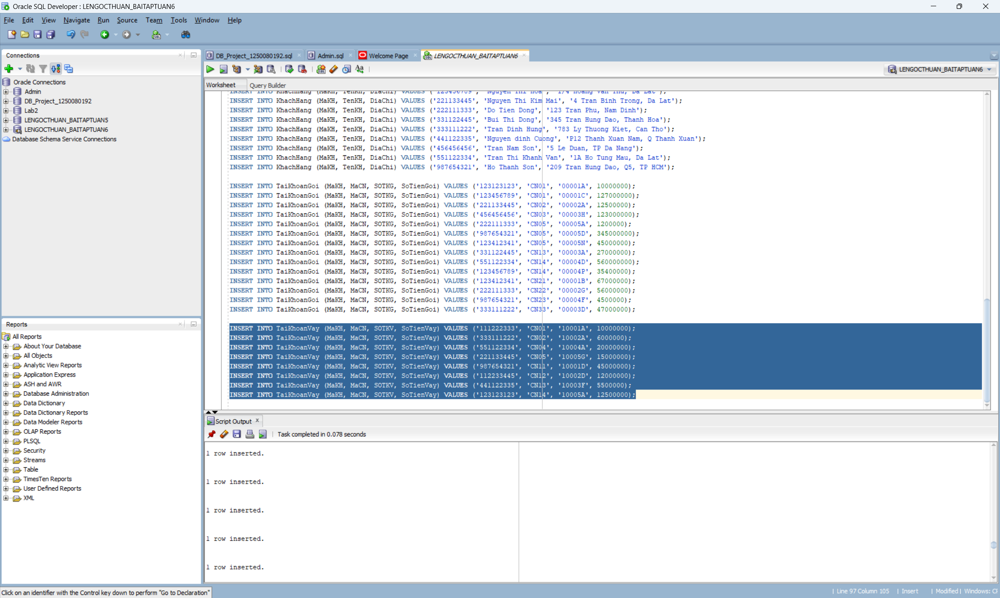 Oracle SQL Developer : LENGOCTHUAN_BAITAPTUAN6
File Edit View Navigate Run Source Team Tools Window Help
Connections
Oracle Connections
Admin
DB_Project_1250080192
Lab2
LENGOCTHUAN_BAITAPTUAN5
LENGOCTHUAN_BAITAPTUAN6
Database Schema Service Connections
Reports
All Reports
About Your Database
All Objects
Analytic View Reports
Application Express
ASH and AWR
Database Administration
Data Dictionary
Data Dictionary Reports
Data Modeler Reports
OLAP Reports
PLSQL
Security
Streams
Table
TimesTen Reports
User Defined Reports
XML
DB_Project_1250080192.sql Admin.sql Welcome Page LENGOCTHUAN_BAITAPTUAN6
LENGOCTHUAN_BAITAPTUAN6
Worksheet Query Builder
INSERT INTO KhachHang (MaKH, TenKH, DiaChi) VALUES ('123456789', 'Nguyen Thi Hoa', '1/4 Hoang Van Thu, Da Lat');
INSERT INTO KhachHang (MaKH, TenKH, DiaChi) VALUES ('221133445', 'Nguyen Thi Kim Mai', '4 Tran Binh Trong, Da Lat');
INSERT INTO KhachHang (MaKH, TenKH, DiaChi) VALUES ('222111333', 'Do Tien Dong', '123 Tran Phu, Nam Dinh');
INSERT INTO KhachHang (MaKH, TenKH, DiaChi) VALUES ('331122445', 'Bui Thi Dong', '345 Tran Hung Dao, Thanh Hoa');
INSERT INTO KhachHang (MaKH, TenKH, DiaChi) VALUES ('333111222', 'Tran Dinh Hung', '783 Ly Thuong Kiet, Can Tho');
INSERT INTO KhachHang (MaKH, TenKH, DiaChi) VALUES ('441122335', 'Nguyen dinh Cuong', 'P12 Thanh Xuan Nam, Q Thanh Xuan');
INSERT INTO KhachHang (MaKH, TenKH, DiaChi) VALUES ('456456456', 'Tran Nam Son', '5 Le Duan, TP Da Nang');
INSERT INTO KhachHang (MaKH, TenKH, DiaChi) VALUES ('551122334', 'Tran Thi Khanh Van', '1A Ho Tung Mau, Da Lat');
INSERT INTO KhachHang (MaKH, TenKH, DiaChi) VALUES ('987654321', 'Ho Thanh Son', '209 Tran Hung Dao, Q5, TP HCM');
INSERT INTO TaiKhoanGoi (MaKH, MaCN, SOTKG, SoTienGoi) VALUES ('123123123', 'CN01', '00001A', 10000000);
INSERT INTO TaiKhoanGoi (MaKH, MaCN, SOTKG, SoTienGoi) VALUES ('123456789', 'CN01', '00001C', 127000000);
INSERT INTO TaiKhoanGoi (MaKH, MaCN, SOTKG, SoTienGoi) VALUES ('221133445', 'CN02', '00002A', 12500000);
INSERT INTO TaiKhoanGoi (MaKH, MaCN, SOTKG, SoTienGoi) VALUES ('456456456', 'CN03', '00003H', 123000000);
INSERT INTO TaiKhoanGoi (MaKH, MaCN, SOTKG, SoTienGoi) VALUES ('222111333', 'CN05', '00005A', 1200000);
INSERT INTO TaiKhoanGoi (MaKH, MaCN, SOTKG, SoTienGoi) VALUES ('987654321', 'CN05', '00005D', 345000000);
INSERT INTO TaiKhoanGoi (MaKH, MaCN, SOTKG, SoTienGoi) VALUES ('123412341', 'CN05', '00005N', 45000000);
INSERT INTO TaiKhoanGoi (MaKH, MaCN, SOTKG, SoTienGoi) VALUES ('331122445', 'CN13', '00003A', 27000000);
INSERT INTO TaiKhoanGoi (MaKH, MaCN, SOTKG, SoTienGoi) VALUES ('551122334', 'CN14', '00004D', 560000000);
INSERT INTO TaiKhoanGoi (MaKH, MaCN, SOTKG, SoTienGoi) VALUES ('123456789', 'CN14', '00004P', 35400000);
INSERT INTO TaiKhoanGoi (MaKH, MaCN, SOTKG, SoTienGoi) VALUES ('123412341', 'CN21', '00001B', 67000000);
INSERT INTO TaiKhoanGoi (MaKH, MaCN, SOTKG, SoTienGoi) VALUES ('222111333', 'CN22', '00002G', 56000000);
INSERT INTO TaiKhoanGoi (MaKH, MaCN, SOTKG, SoTienGoi) VALUES ('987654321', 'CN23', '00004F', 4500000);
INSERT INTO TaiKhoanGoi (MaKH, MaCN, SOTKG, SoTienGoi) VALUES ('333111222', 'CN33', '00003D', 47000000);
INSERT INTO TaiKhoanVay (MaKH, MaCN, SOTKV, SoTienVay) VALUES ('111222333', 'CN01', '10001A', 10000000);
INSERT INTO TaiKhoanVay (MaKH, MaCN, SOTKV, SoTienVay) VALUES ('333111222', 'CN02', '10002A', 6000000);
INSERT INTO TaiKhoanVay (MaKH, MaCN, SOTKV, SoTienVay) VALUES ('551122334', 'CN04', '10004A', 20000000);
INSERT INTO TaiKhoanVay (MaKH, MaCN, SOTKV, SoTienVay) VALUES ('221133445', 'CN05', '10005G', 15000000);
INSERT INTO TaiKhoanVay (MaKH, MaCN, SOTKV, SoTienVay) VALUES ('987654321', 'CN11', '10001D', 45000000);
INSERT INTO TaiKhoanVay (MaKH, MaCN, SOTKV, SoTienVay) VALUES ('112233445', 'CN12', '10002D', 12000000);
INSERT INTO TaiKhoanVay (MaKH, MaCN, SOTKV, SoTienVay) VALUES ('441122335', 'CN13', '10003F', 5500000);
INSERT INTO TaiKhoanVay (MaKH, MaCN, SOTKV, SoTienVay) VALUES ('123123123', 'CN14', '10005A', 12500000);
Script Output
Task completed in 0.078 seconds
1 row inserted.
1 row inserted.
1 row inserted.
1 row inserted.
1 row inserted.
Click on an identifier with the Control key down to perform "Go to Declaration"
Line 97 Column 105 | Insert | Modified | Windows: C